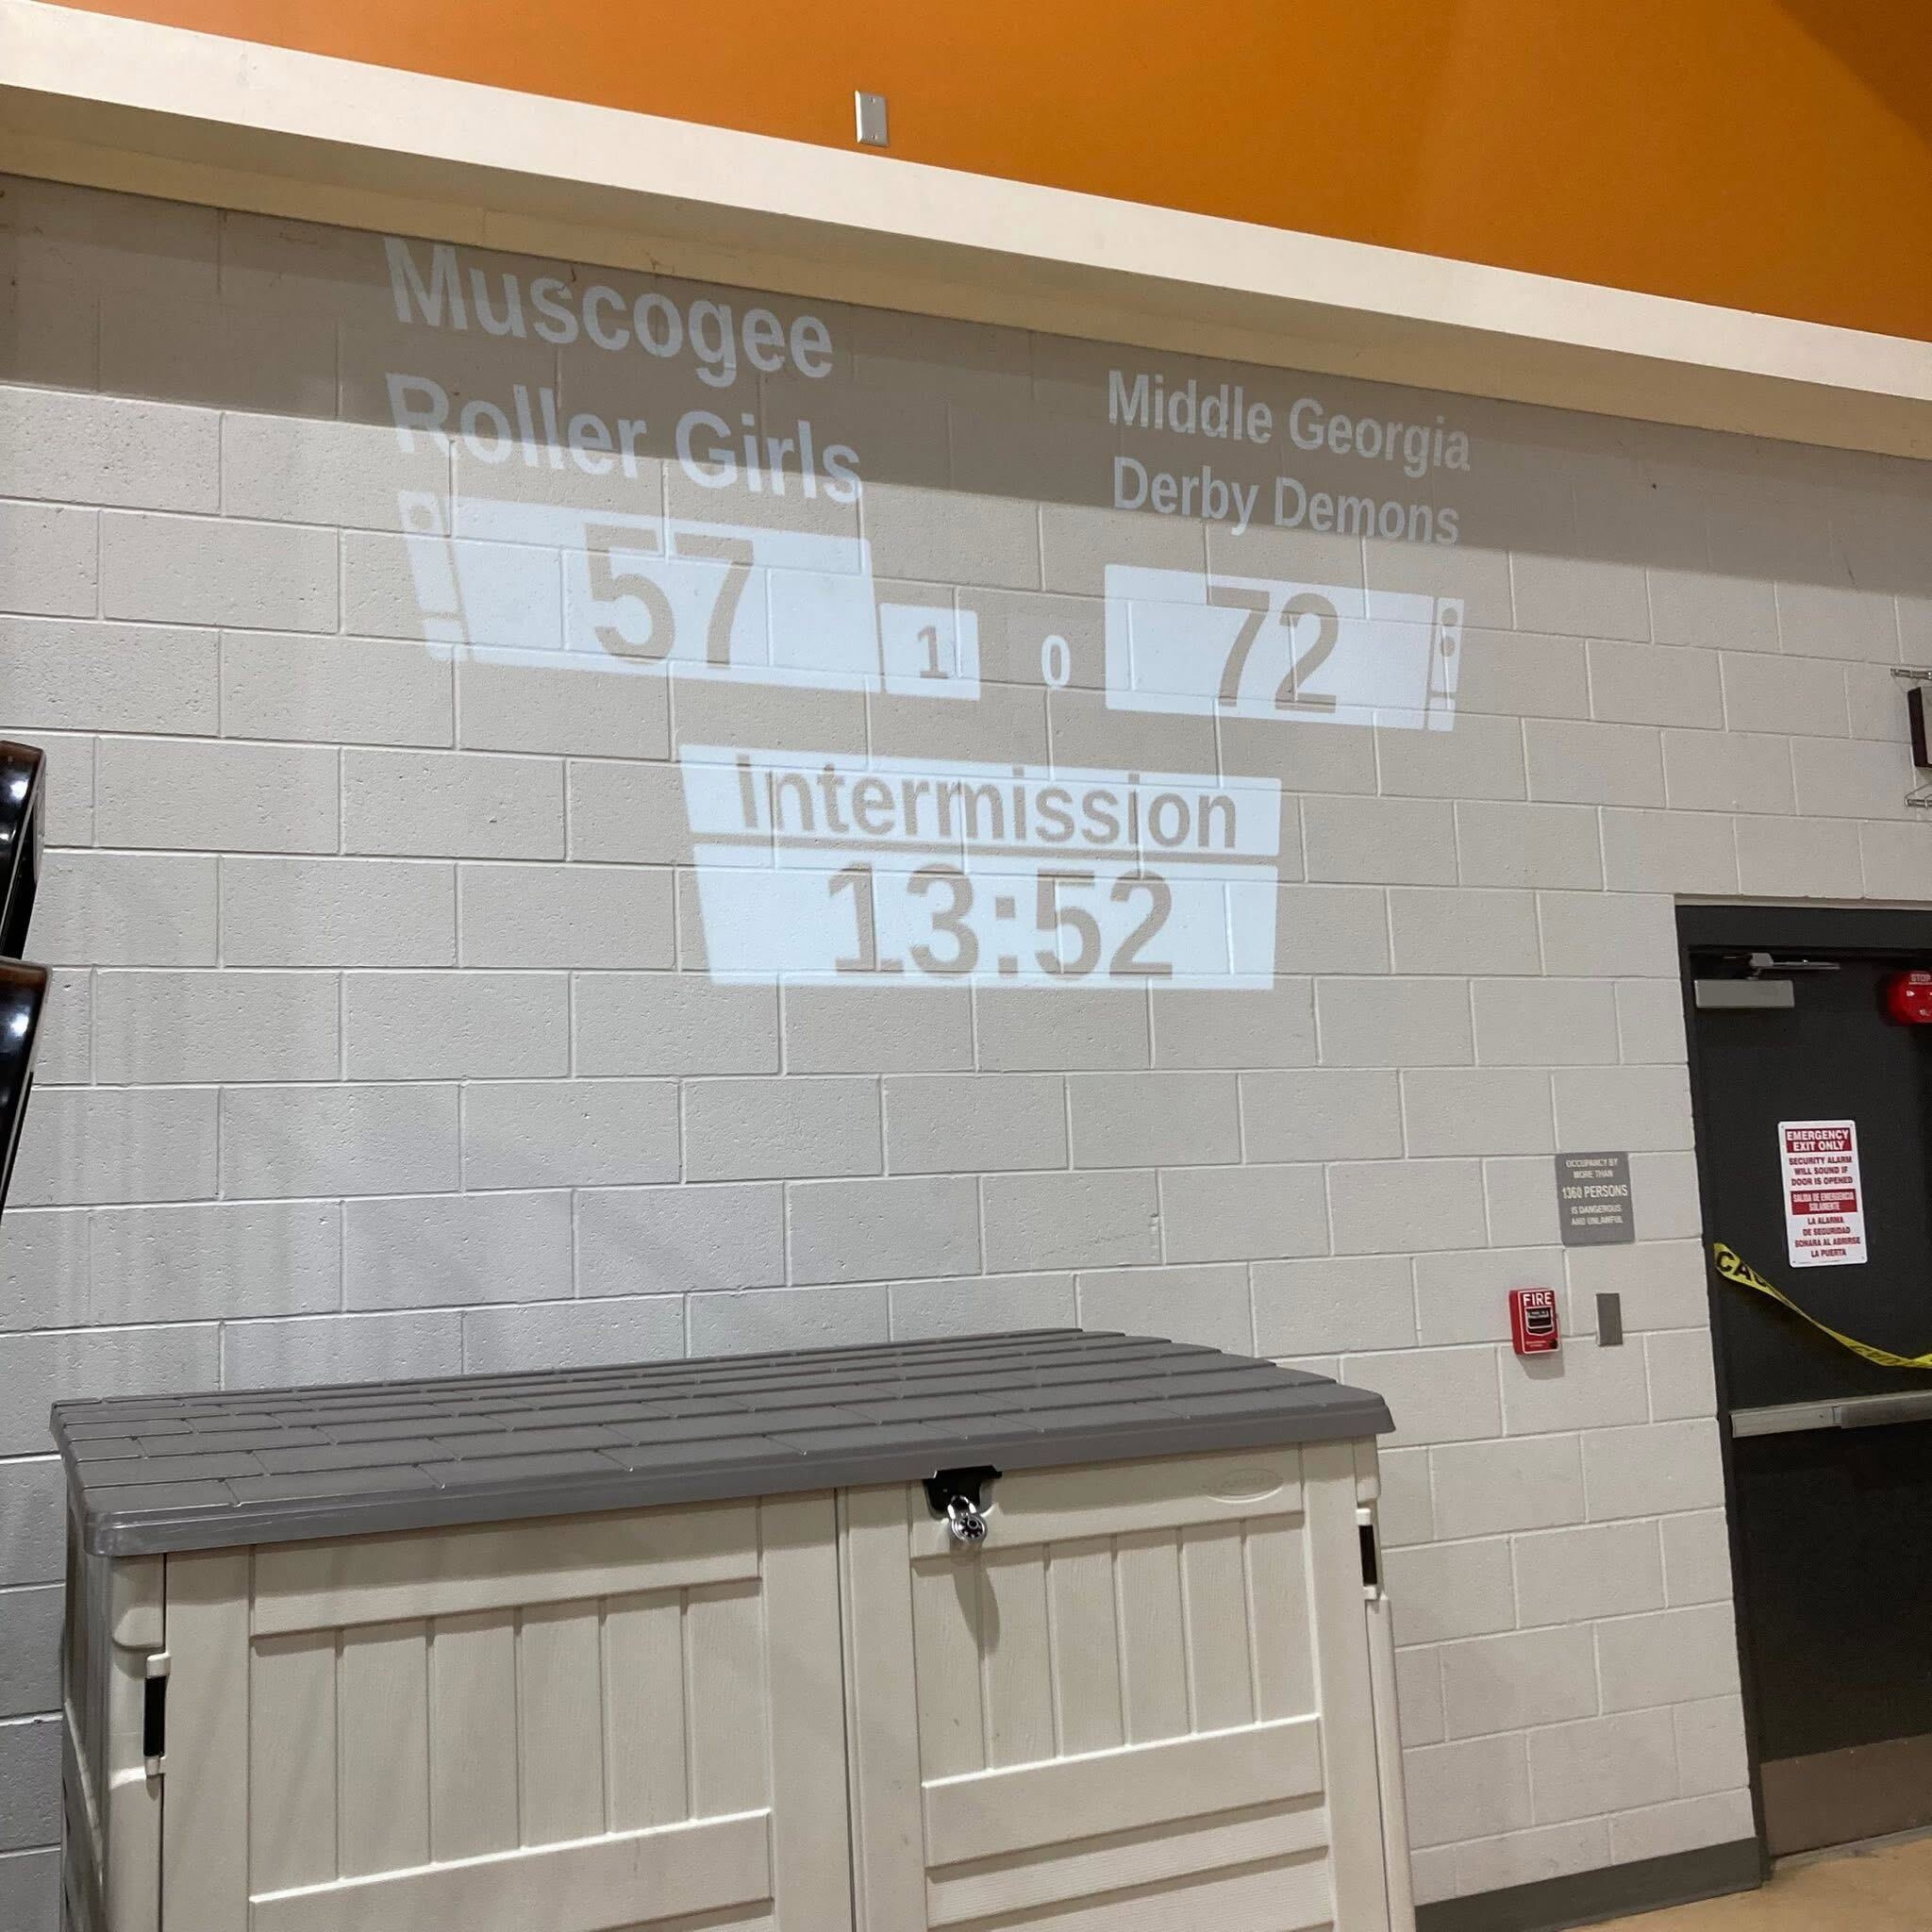 Muscogee
Roller Girls
57
1
0
Middle Georgia
Derby Demons
72
Intermission
13:52
STOP
EMERGENCY
EXIT ONLY
SECURITY ALARM
WILL SOUND IF
DOOR IS OPENED
SALIDA DE EMERGENCIA
SOLAMENTE
LA ALARMA
DE SEGURIDAD
SONARA AL ABRIRSE
LA PUERTA
OCCUPANCY BY
MORE THAN
1360 PERSONS
IS DANGEROUS
AND UNLAWFUL
FIRE